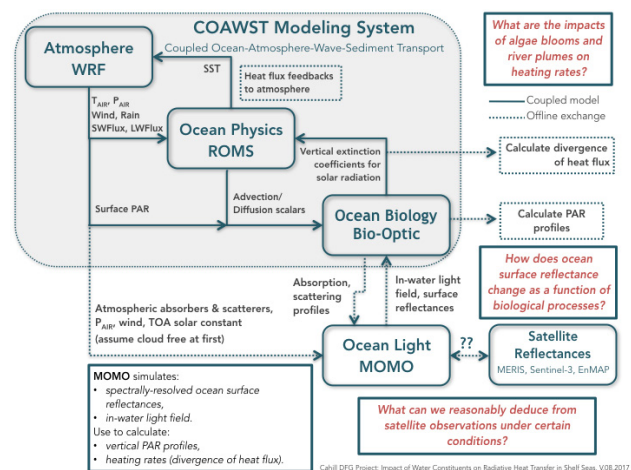 COAWST Modeling System
Coupled Ocean-Atmosphere-Wave-Sediment Transport
Atmosphere
WRF
SST
Heat flux feedbacks
to atmosphere
What are the impacts
of algae blooms and
river plumes on
heating rates?
Coupled model
Offline exchange
TAIR, PAIR
Wind, Rain
SWFlux, LWFlux
Ocean Physics
ROMS
Vertical extinction
coefficients for
solar radiation
Calculate divergence
of heat flux
Surface PAR
Advection/
Diffusion scalars
Ocean Biology
Bio-Optic
Calculate PAR
profiles
How does ocean
surface reflectance
change as a function of
biological processes?
Absorption,
scattering
profiles
In-water light
field, surface
reflectances
Atmospheric absorbers & scatterers,
PAIR, wind, TOA solar constant
(assume cloud free at first)
Ocean Light
MOMO
??
Satellite
Reflectances
MERIS, Sentinel-3, EnMAP
MOMO simulates:
• spectrally-resolved ocean surface
reflectances,
• in-water light field.
Use to calculate:
• vertical PAR profiles,
• heating rates (divergence of heat flux).
What can we reasonably deduce from
satellite observations under certain
conditions?
Cahill DFG Project: Impact of Water Constituents on Radiative Heat Transfer in Shelf Seas, V.08.2017